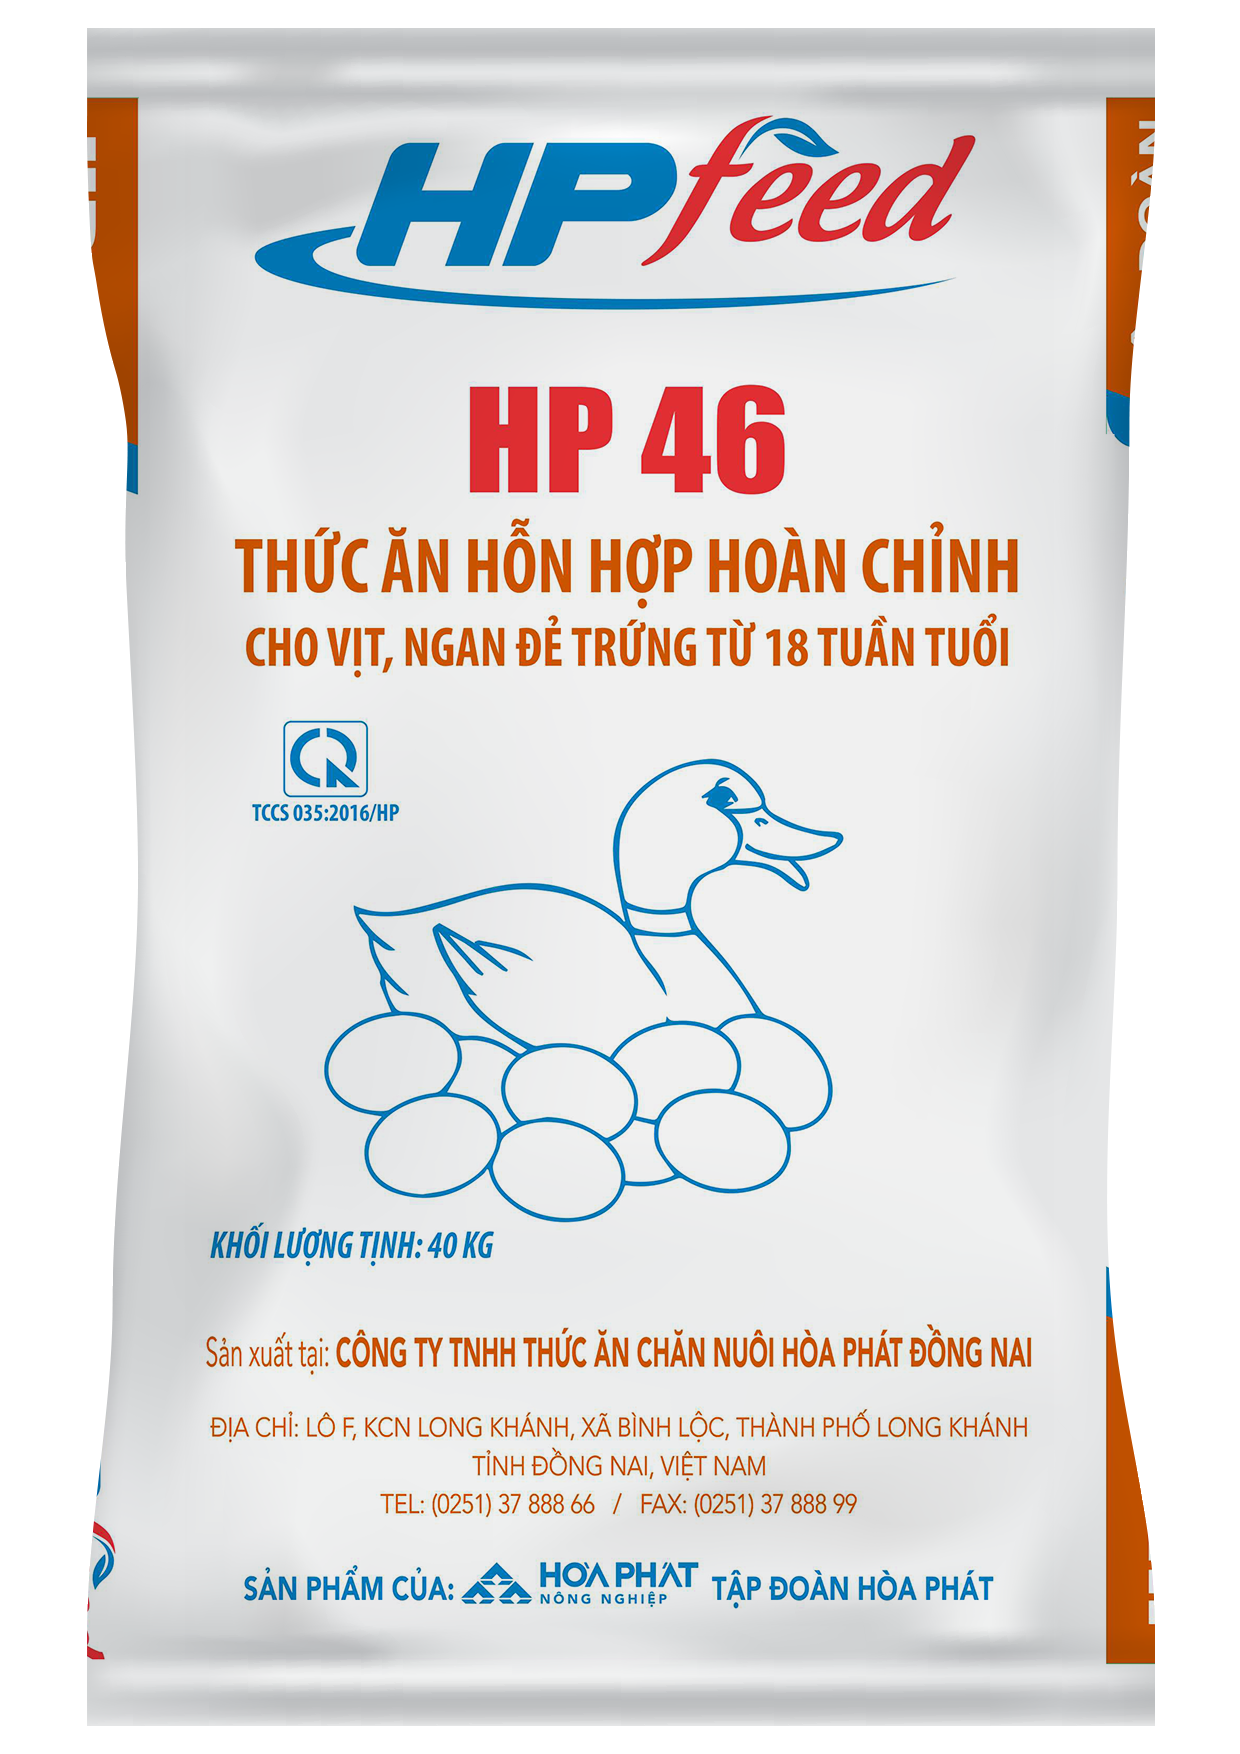 HPfeed
HP 46
THỨC ĂN HỖN HỢP HOÀN CHỈNH
CHO VỊT, NGAN ĐẺ TRỨNG TỪ 18 TUẦN TUỔI
TCCS 035:2016/HP
KHỐI LƯỢNG TỊNH: 40 KG
Sản xuất tại: CÔNG TY TNHH THỨC ĂN CHĂN NUÔI HÒA PHÁT ĐỒNG NAI
ĐỊA CHỈ: LÔ F, KCN LONG KHÁNH, XÃ BÌNH LỘC, THÀNH PHỐ LONG KHÁNH
TỈNH ĐỒNG NAI, VIỆT NAM
TEL: (0251) 37 888 66 / FAX: (0251) 37 888 99
SẢN PHẨM CỦA: HÒA PHÁT NÔNG NGHIỆP TẬP ĐOÀN HÒA PHÁT